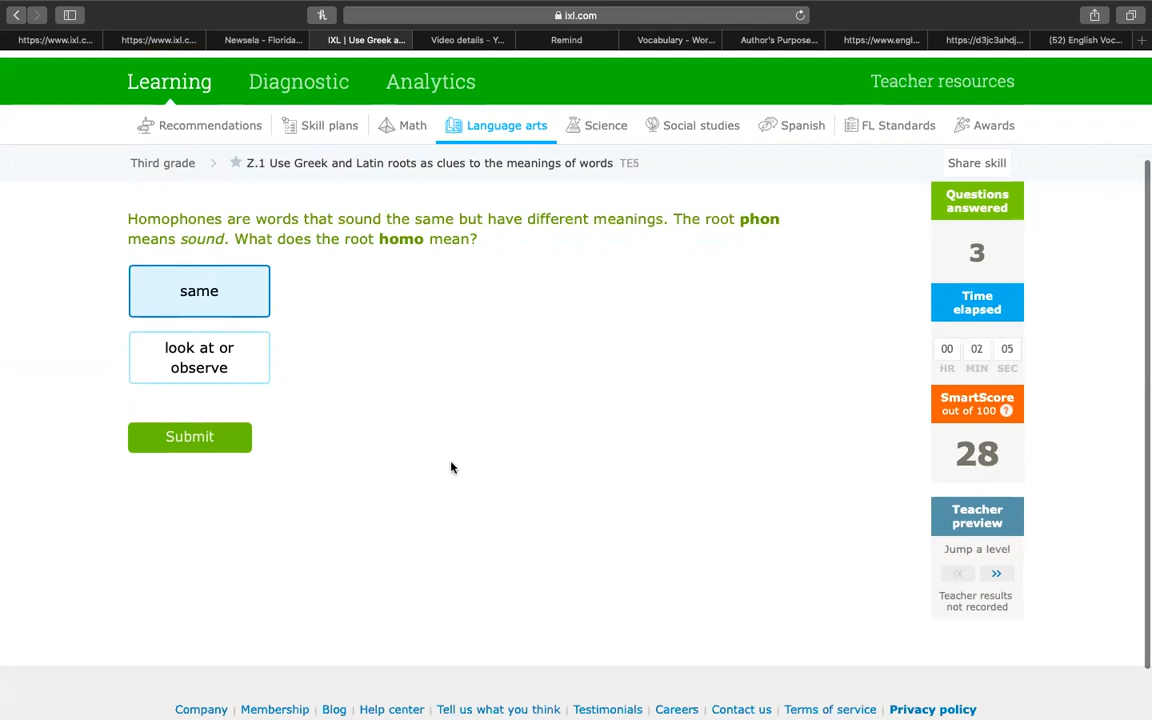 ixl.com
https://www.ixl.c...
https://www.ixl.c...
Newsela - Florida...
IXL | Use Greek a...
Video details - Y...
Remind
Vocabulary - Wor...
Author's Purpose...
https://www.engl...
https://d3jc3ahdj...
(52) English Voc...
Learning
Diagnostic
Analytics
Teacher resources
Recommendations
Skill plans
Math
Language arts
Science
Social studies
Spanish
FL Standards
Awards
Third grade > Z.1 Use Greek and Latin roots as clues to the meanings of words TE5
Share skill
Homophones are words that sound the same but have different meanings. The root phon
means sound. What does the root homo mean?
same
look at or
observe
Submit
Questions
answered
3
Time
elapsed
00 02 05
HR MIN SEC
SmartScore
out of 100 ?
28
Teacher
preview
Jump a level
<< >>
Teacher results
not recorded
Company | Membership | Blog | Help center | Tell us what you think | Testimonials | Careers | Contact us | Terms of service | Privacy policy